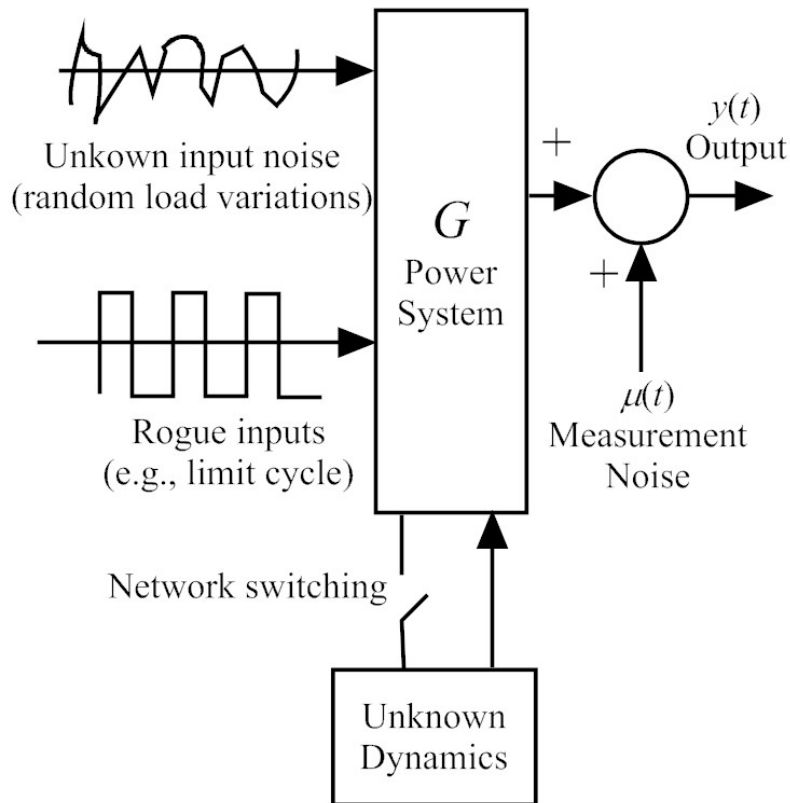 Unkown input noise
(random load variations)
Rogue inputs
(e.g., limit cycle)
G
Power
System
+
+
y(t)
Output
μ(t)
Measurement
Noise
Network switching
Unknown
Dynamics